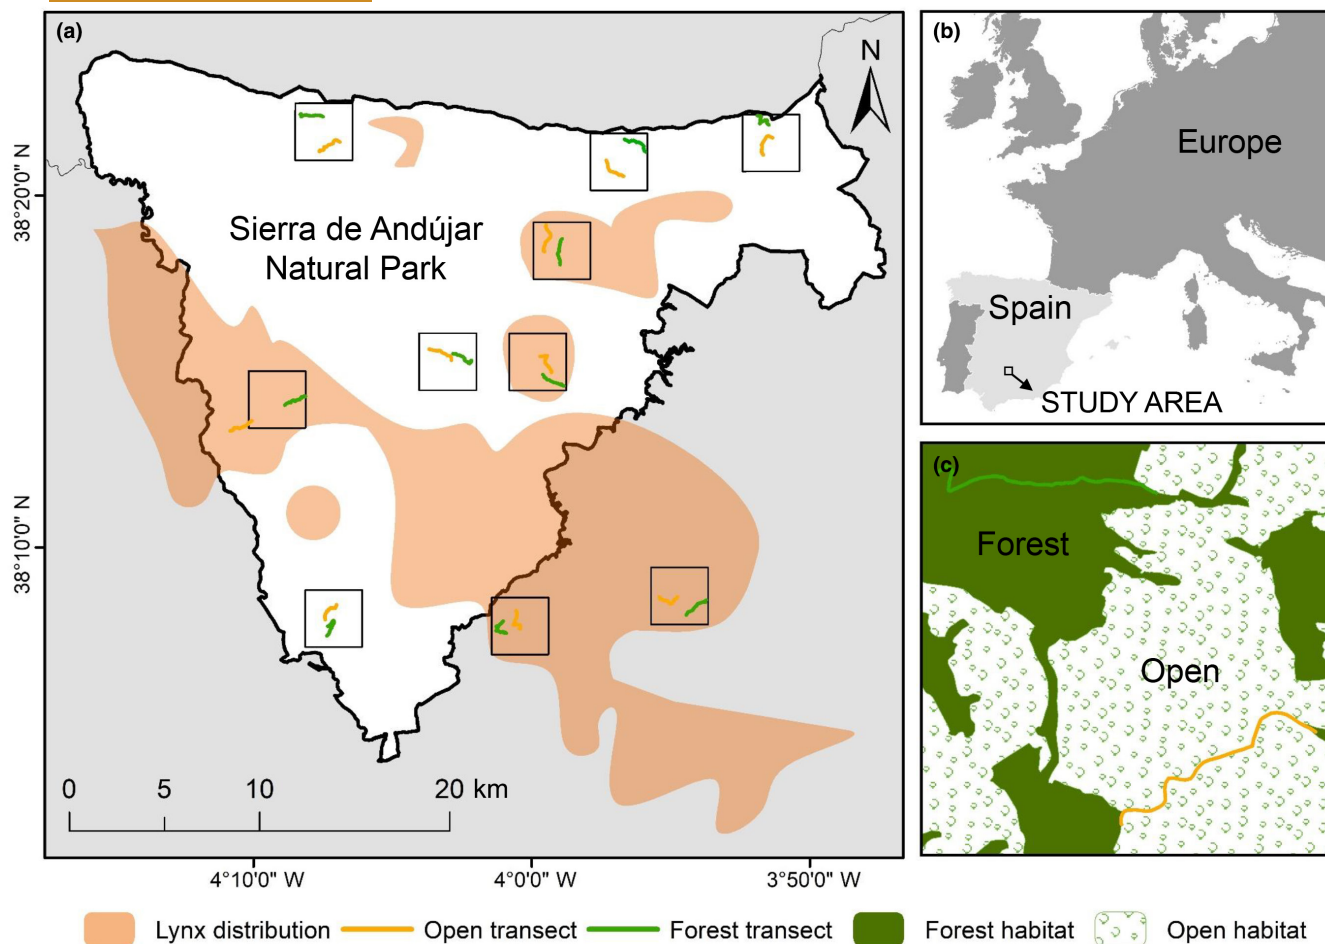 (a)
N
38°20'0" N
Sierra de Andújar
Natural Park
38°10'0" N
0 5 10 20 km
4°10'0" W 4°0'0" W 3°50'0" W
(b)
Europe
Spain
STUDY AREA
(c)
Forest
Open
Lynx distribution Open transect Forest transect Forest habitat Open habitat